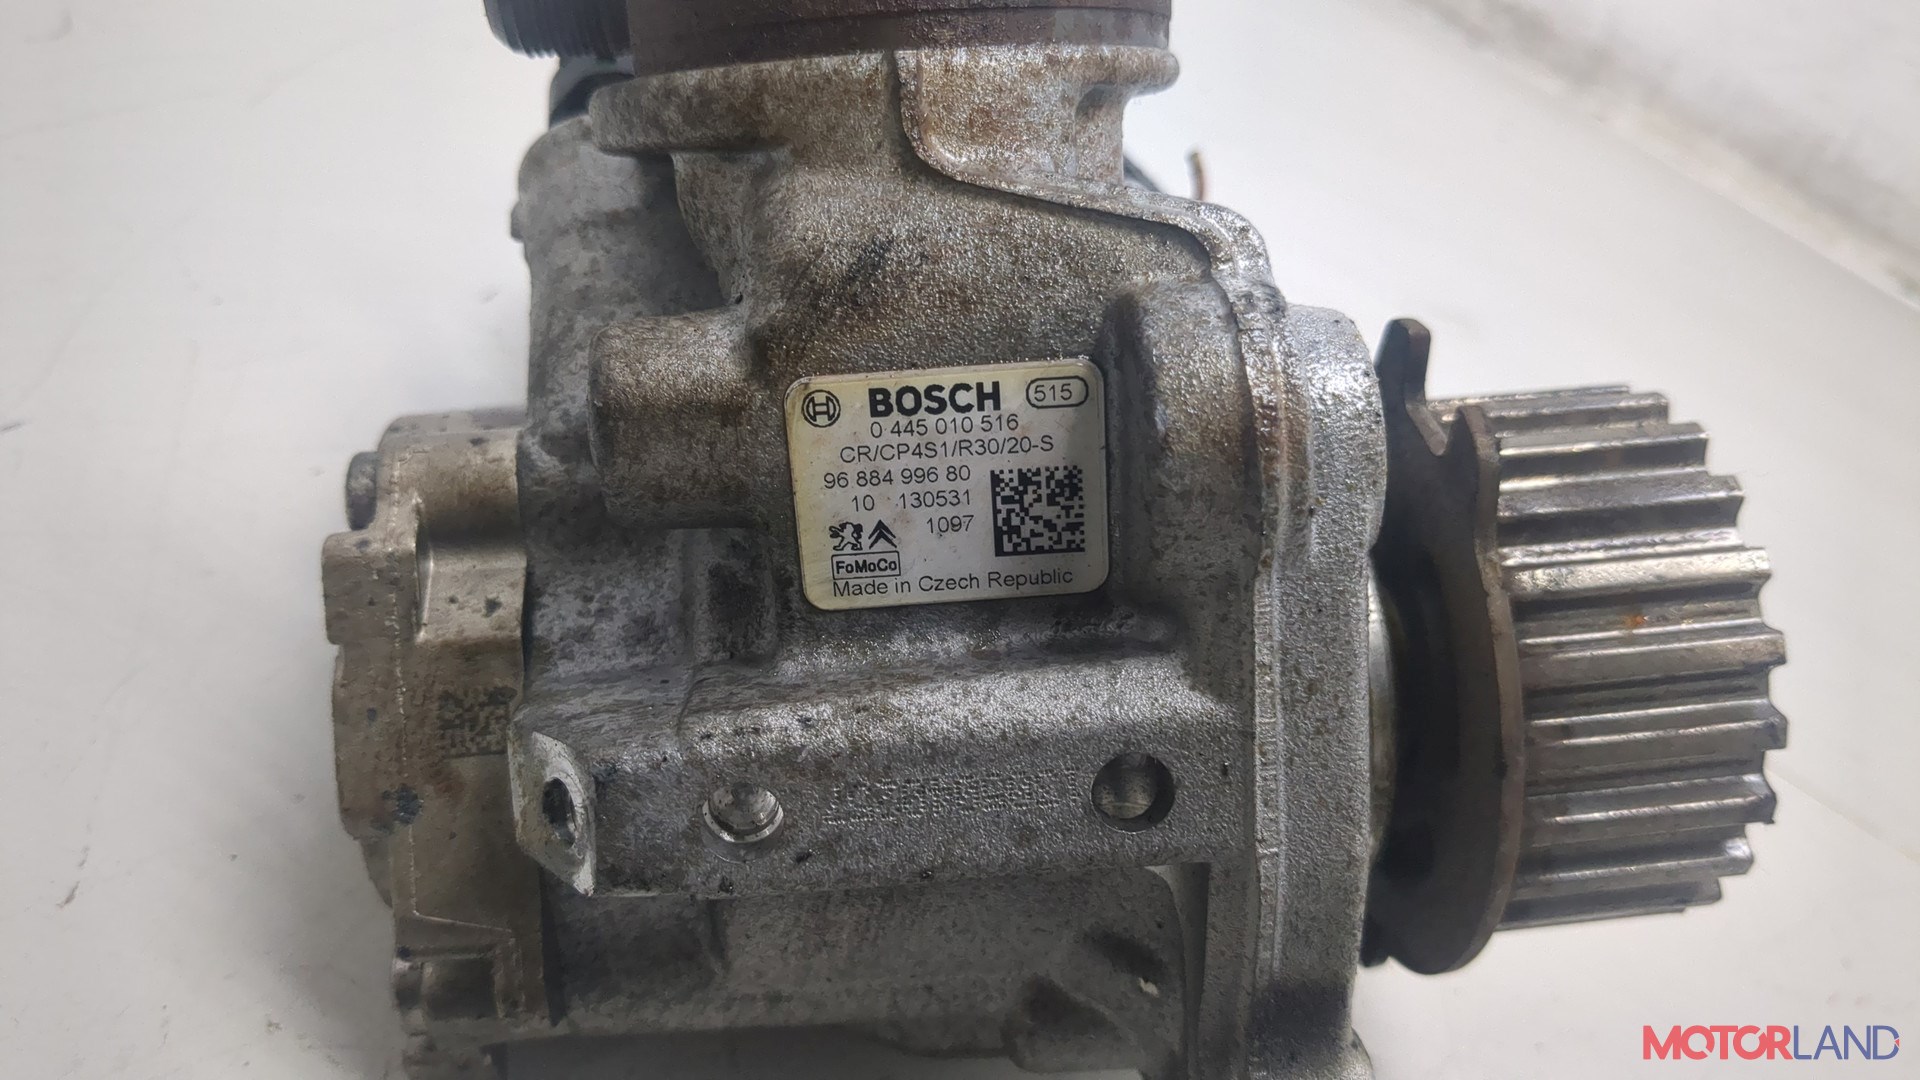 BOSCH 515
0 445 010 516
CR/CP4S1/R30/20-S
96 884 996 80
10 130531
1097
FoMoCo
Made in Czech Republic
MOTORLAND